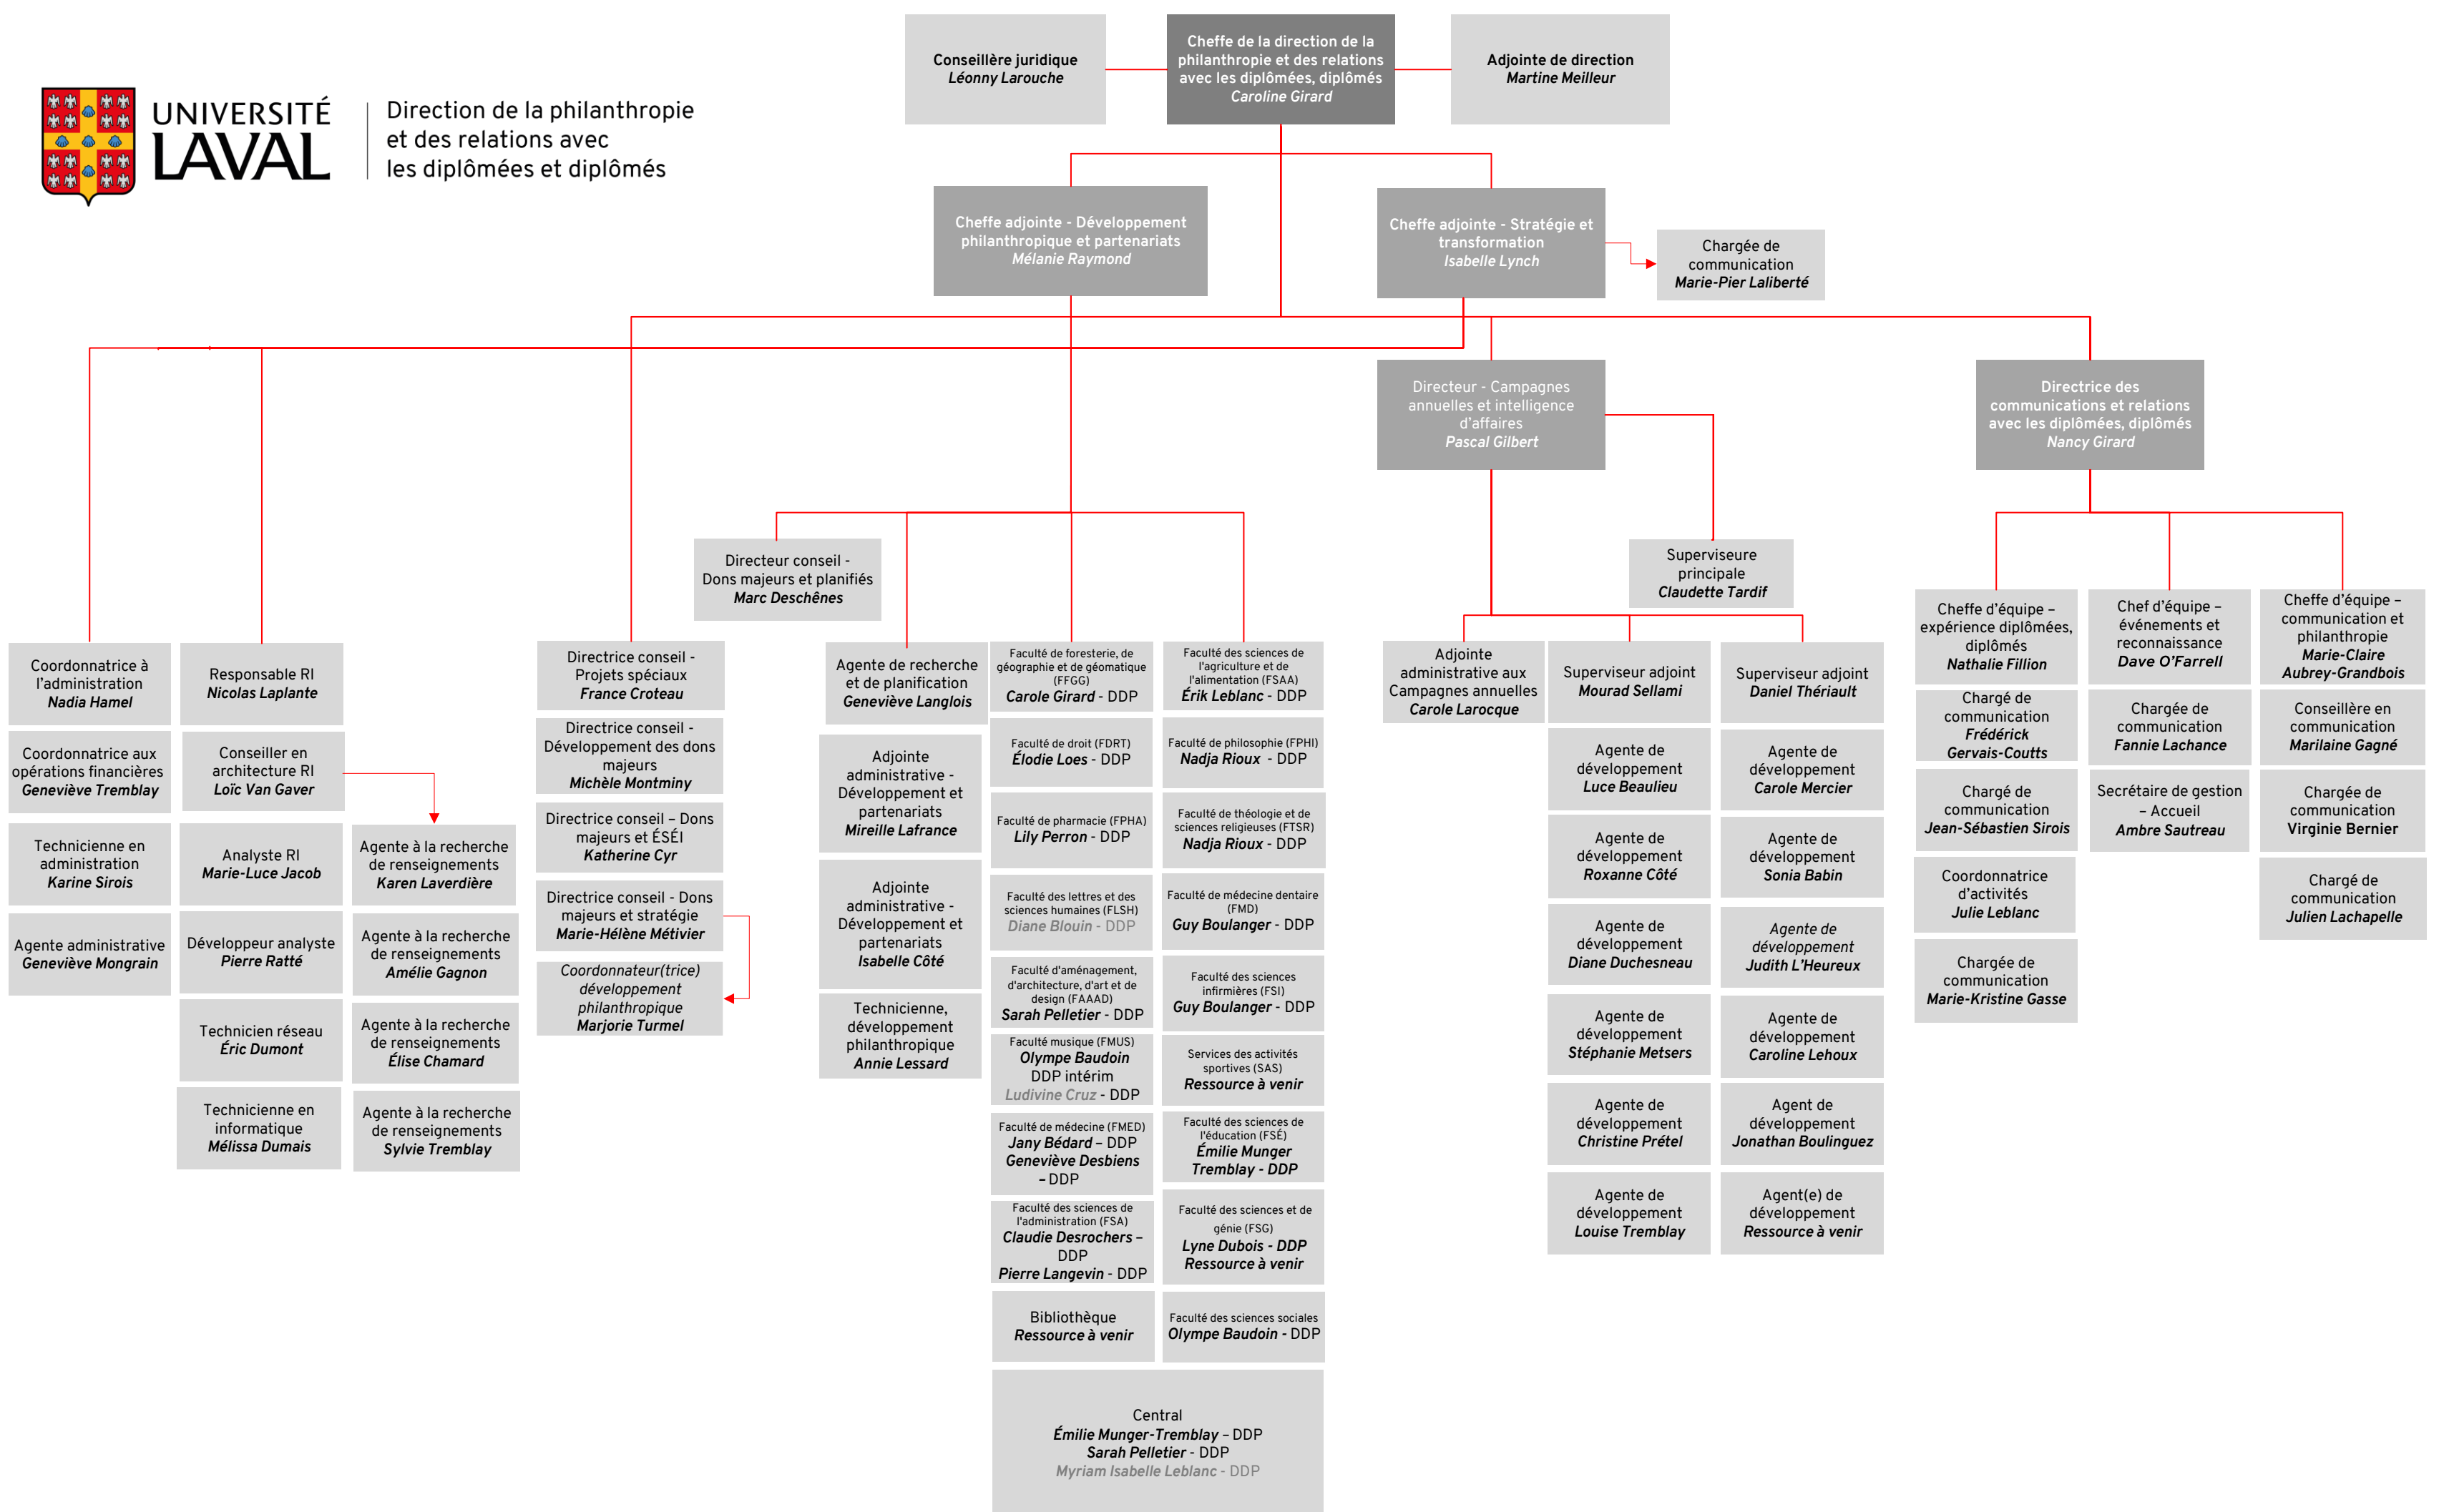 Conseillère juridique
Léonny Larouche
Cheffe de la direction de la
philanthropie et des relations
avec les diplômées, diplômés
Caroline Girard
Adjointe de direction
Martine Meilleur
UNIVERSITÉ
LAVAL
Direction de la philanthropie
et des relations avec
les diplômées et diplômés
Cheffe adjointe - Développement
philanthropique et partenariats
Mélanie Raymond
Cheffe adjointe - Stratégie et
transformation
Isabelle Lynch
Chargée de
communication
Marie-Pier Laliberté
Directeur - Campagnes
annuelles et intelligence
d'affaires
Pascal Gilbert
Directrice des
communications et relations
avec les diplômées, diplômés
Nancy Girard
Directeur conseil -
Dons majeurs et planifiés
Marc Deschênes
Superviseure
principale
Claudette Tardif
Coordonnatrice à
l'administration
Nadia Hamel
Coordonnatrice aux
opérations financières
Geneviève Tremblay
Technicienne en
administration
Karine Sirois
Agente administrative
Geneviève Mongrain
Responsable RI
Nicolas Laplante
Conseiller en
architecture RI
Loïc Van Gaver
Analyste RI
Marie-Luce Jacob
Développeur analyste
Pierre Ratté
Technicien réseau
Éric Dumont
Technicienne en
informatique
Mélissa Dumais
Agente à la recherche
de renseignements
Karen Laverdière
Agente à la recherche
de renseignements
Amélie Gagnon
Agente à la recherche
de renseignements
Élise Chamard
Agente à la recherche
de renseignements
Sylvie Tremblay
Directrice conseil -
Projets spéciaux
France Croteau
Directrice conseil -
Développement des dons
majeurs
Michèle Montminy
Directrice conseil – Dons
majeurs et ÉSÉI
Katherine Cyr
Directrice conseil - Dons
majeurs et stratégie
Marie-Hélène Métivier
Coordonnateur(trice)
développement
philanthropique
Marjorie Turmel
Agente de recherche
et de planification
Geneviève Langlois
Adjointe
administrative -
Développement et
partenariats
Mireille Lafrance
Adjointe
administrative -
Développement et
partenariats
Isabelle Côté
Technicienne,
développement
philanthropique
Annie Lessard
Faculté de foresterie, de
géographie et de géomatique
(FFGG)
Carole Girard - DDP
Faculté de droit (FDRT)
Élodie Loes - DDP
Faculté de pharmacie (FPHA)
Lily Perron - DDP
Faculté des lettres et des
sciences humaines (FLSH)
Diane Blouin - DDP
Faculté d'aménagement,
d'architecture, d'art et de
design (FAAAD)
Sarah Pelletier - DDP
Faculté musique (FMUS)
Olympe Baudoin
DDP intérim
Ludivine Cruz - DDP
Faculté de médecine (FMED)
Jany Bédard – DDP
Geneviève Desbiens
– DDP
Faculté des sciences de
l'administration (FSA)
Claudie Desrochers –
DDP
Pierre Langevin - DDP
Bibliothèque
Ressource à venir
Faculté des sciences de
l'agriculture et de
l'alimentation (FSAA)
Érik Leblanc - DDP
Faculté de philosophie (FPHI)
Nadja Rioux - DDP
Faculté de théologie et de
sciences religieuses (FTSR)
Nadja Rioux - DDP
Faculté de médecine dentaire
(FMD)
Guy Boulanger - DDP
Faculté des sciences
infirmières (FSI)
Guy Boulanger - DDP
Services des activités
sportives (SAS)
Ressource à venir
Faculté des sciences de
l'éducation (FSÉ)
Émilie Munger
Tremblay - DDP
Faculté des sciences et de
génie (FSG)
Lyne Dubois - DDP
Ressource à venir
Faculté des sciences sociales
Olympe Baudoin - DDP
Central
Émilie Munger-Tremblay – DDP
Sarah Pelletier - DDP
Myriam Isabelle Leblanc - DDP
Adjointe
administrative aux
Campagnes annuelles
Carole Larocque
Superviseur adjoint
Mourad Sellami
Agente de
développement
Luce Beaulieu
Agente de
développement
Roxanne Côté
Agente de
développement
Diane Duchesneau
Agente de
développement
Stéphanie Metsers
Agente de
développement
Christine Prétel
Agente de
développement
Louise Tremblay
Superviseur adjoint
Daniel Thériault
Agente de
développement
Carole Mercier
Agente de
développement
Sonia Babin
Agente de
développement
Judith L'Heureux
Agente de
développement
Caroline Lehoux
Agent de
développement
Jonathan Boulinguez
Agent(e) de
développement
Ressource à venir
Cheffe d'équipe –
expérience diplômées,
diplômés
Nathalie Fillion
Chargé de
communication
Frédérick
Gervais-Coutts
Chargé de
communication
Jean-Sébastien Sirois
Coordonnatrice
d'activités
Julie Leblanc
Chargée de
communication
Marie-Kristine Gasse
Chef d'équipe –
événements et
reconnaissance
Dave O'Farrell
Chargée de
communication
Fannie Lachance
Secrétaire de gestion
– Accueil
Ambre Sautreau
Cheffe d'équipe –
communication et
philanthropie
Marie-Claire
Aubrey-Grandbois
Conseillère en
communication
Marilaine Gagné
Chargée de
communication
Virginie Bernier
Chargé de
communication
Julien Lachapelle